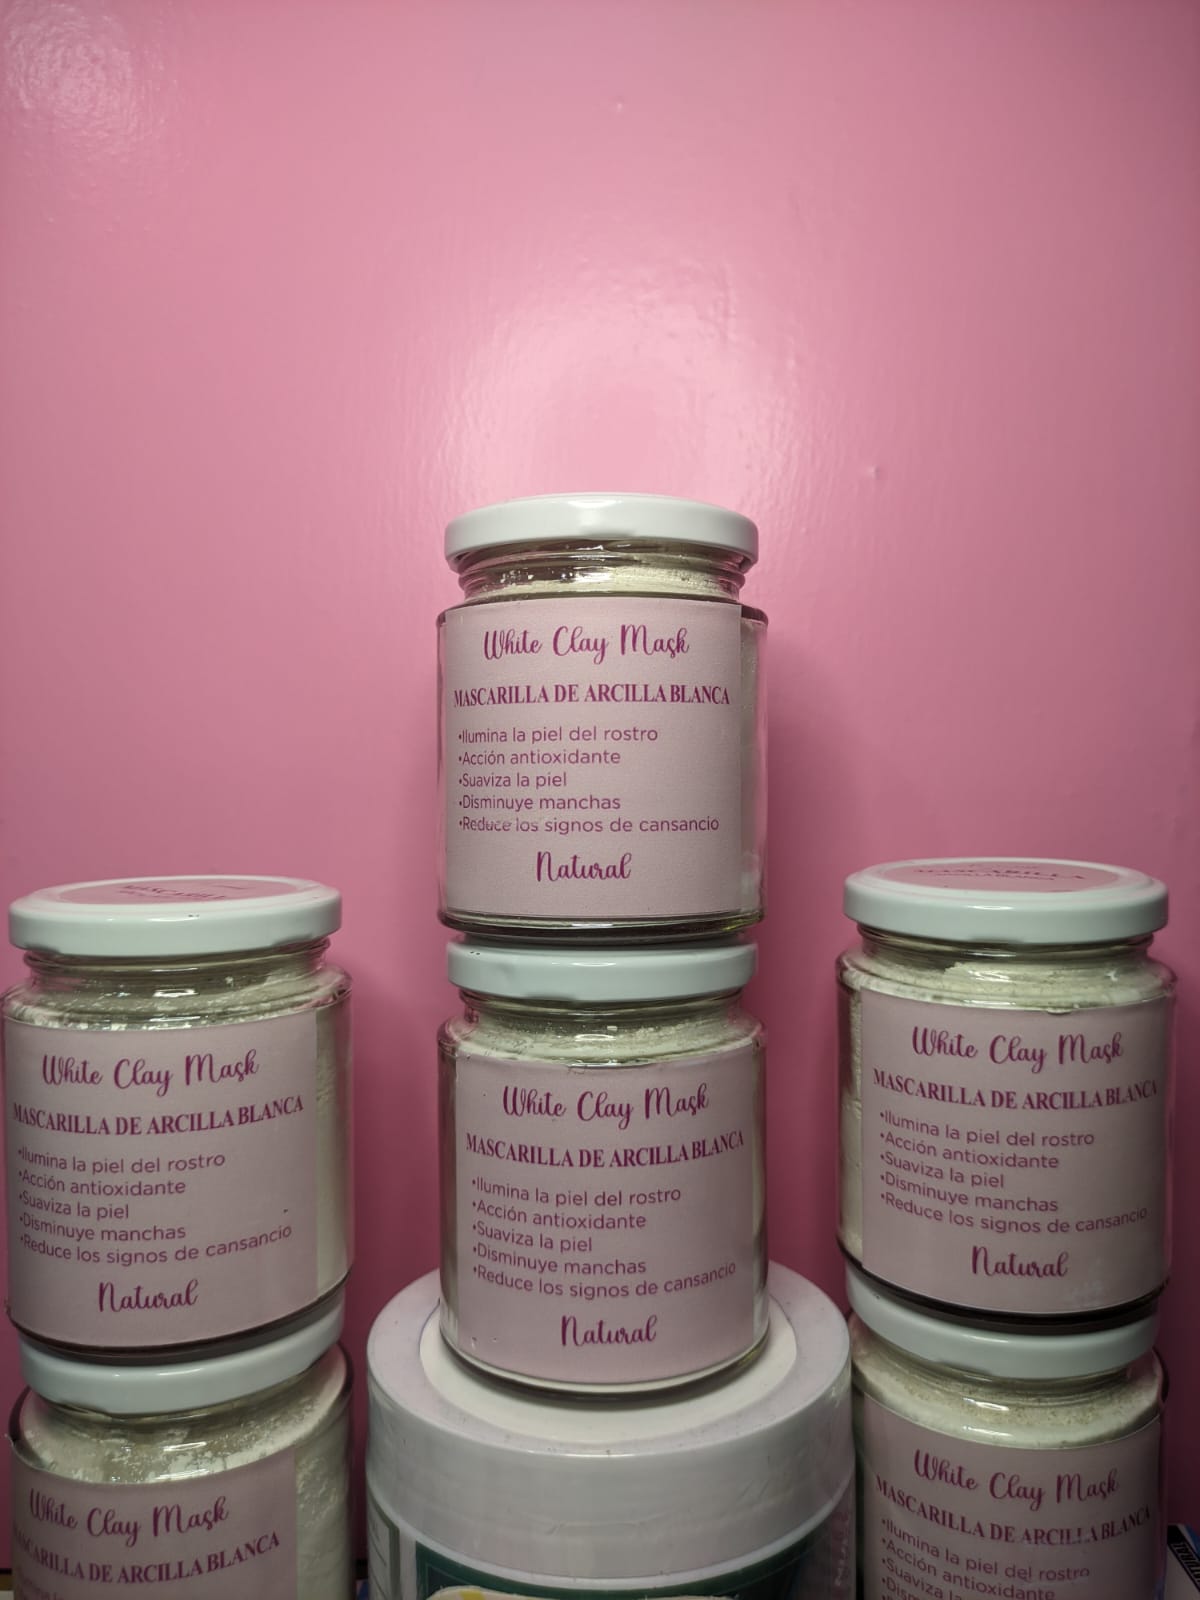 White Clay Mask
MASCARILLA DE ARCILLA BLANCA
•Ilumina la piel del rostro
•Acción antioxidante
•Suaviza la piel
•Disminuye manchas
•Reduce los signos de cansancio
Natural
MASCARILLA
White Clay Mask
MASCARILLA DE ARCILLA BLANCA
•Ilumina la piel del rostro
•Acción antioxidante
•Suaviza la piel
•Disminuye manchas
•Reduce los signos de cansancio
Natural
White Clay Mask
MASCARILLA DE ARCILLA BLANCA
•Ilumina la piel del rostro
•Acción antioxidante
•Suaviza la piel
•Disminuye manchas
•Reduce los signos de cansancio
Natural
MASCARILLA
White Clay Mask
MASCARILLA DE ARCILLA BLANCA
•Ilumina la piel del rostro
•Acción antioxidante
•Suaviza la piel
•Disminuye manchas
•Reduce los signos de cansancio
Natural
White Clay Mask
MASCARILLA DE ARCILLA BLANCA
White Clay Mask
MASCARILLA DE ARCILLA BLANCA
•Ilumina la piel del rostro
•Acción antioxidante
•Suaviza la piel